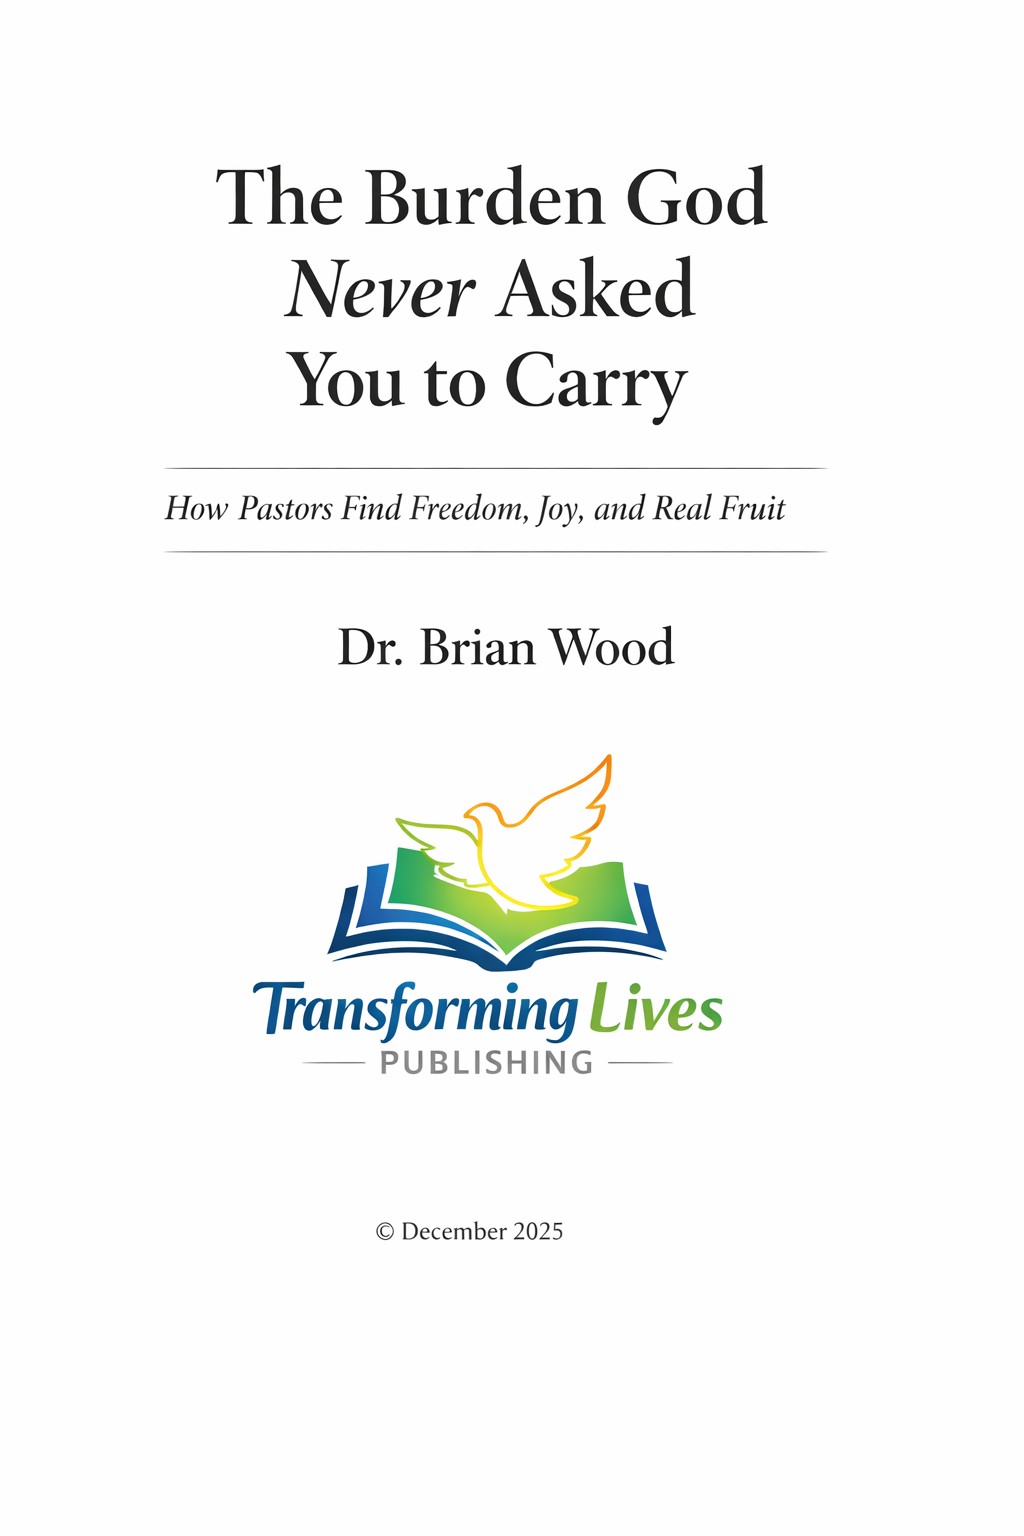 The Burden God
Never Asked
You to Carry
How Pastors Find Freedom, Joy, and Real Fruit
Dr. Brian Wood
Transforming Lives
PUBLISHING
© December 2025